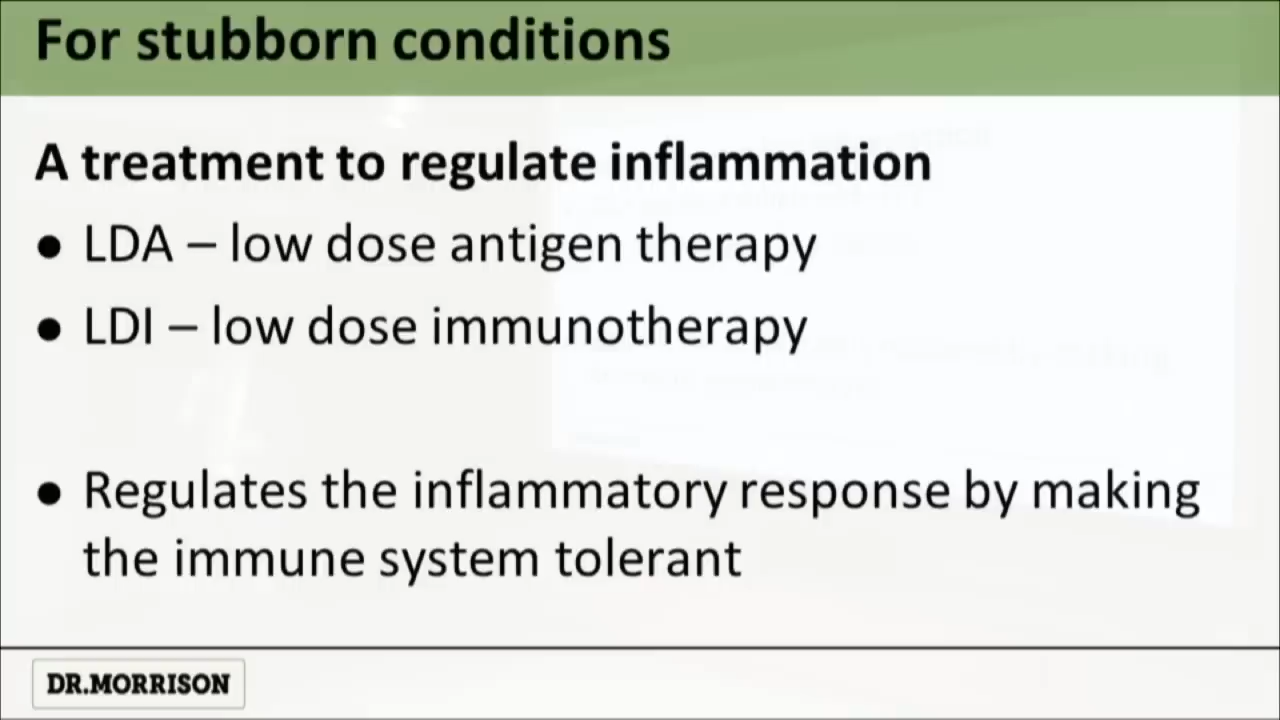 For stubborn conditions
A treatment to regulate inflammation
● LDA – low dose antigen therapy
● LDI – low dose immunotherapy
● Regulates the inflammatory response by making
the immune system tolerant
DR.MORRISON